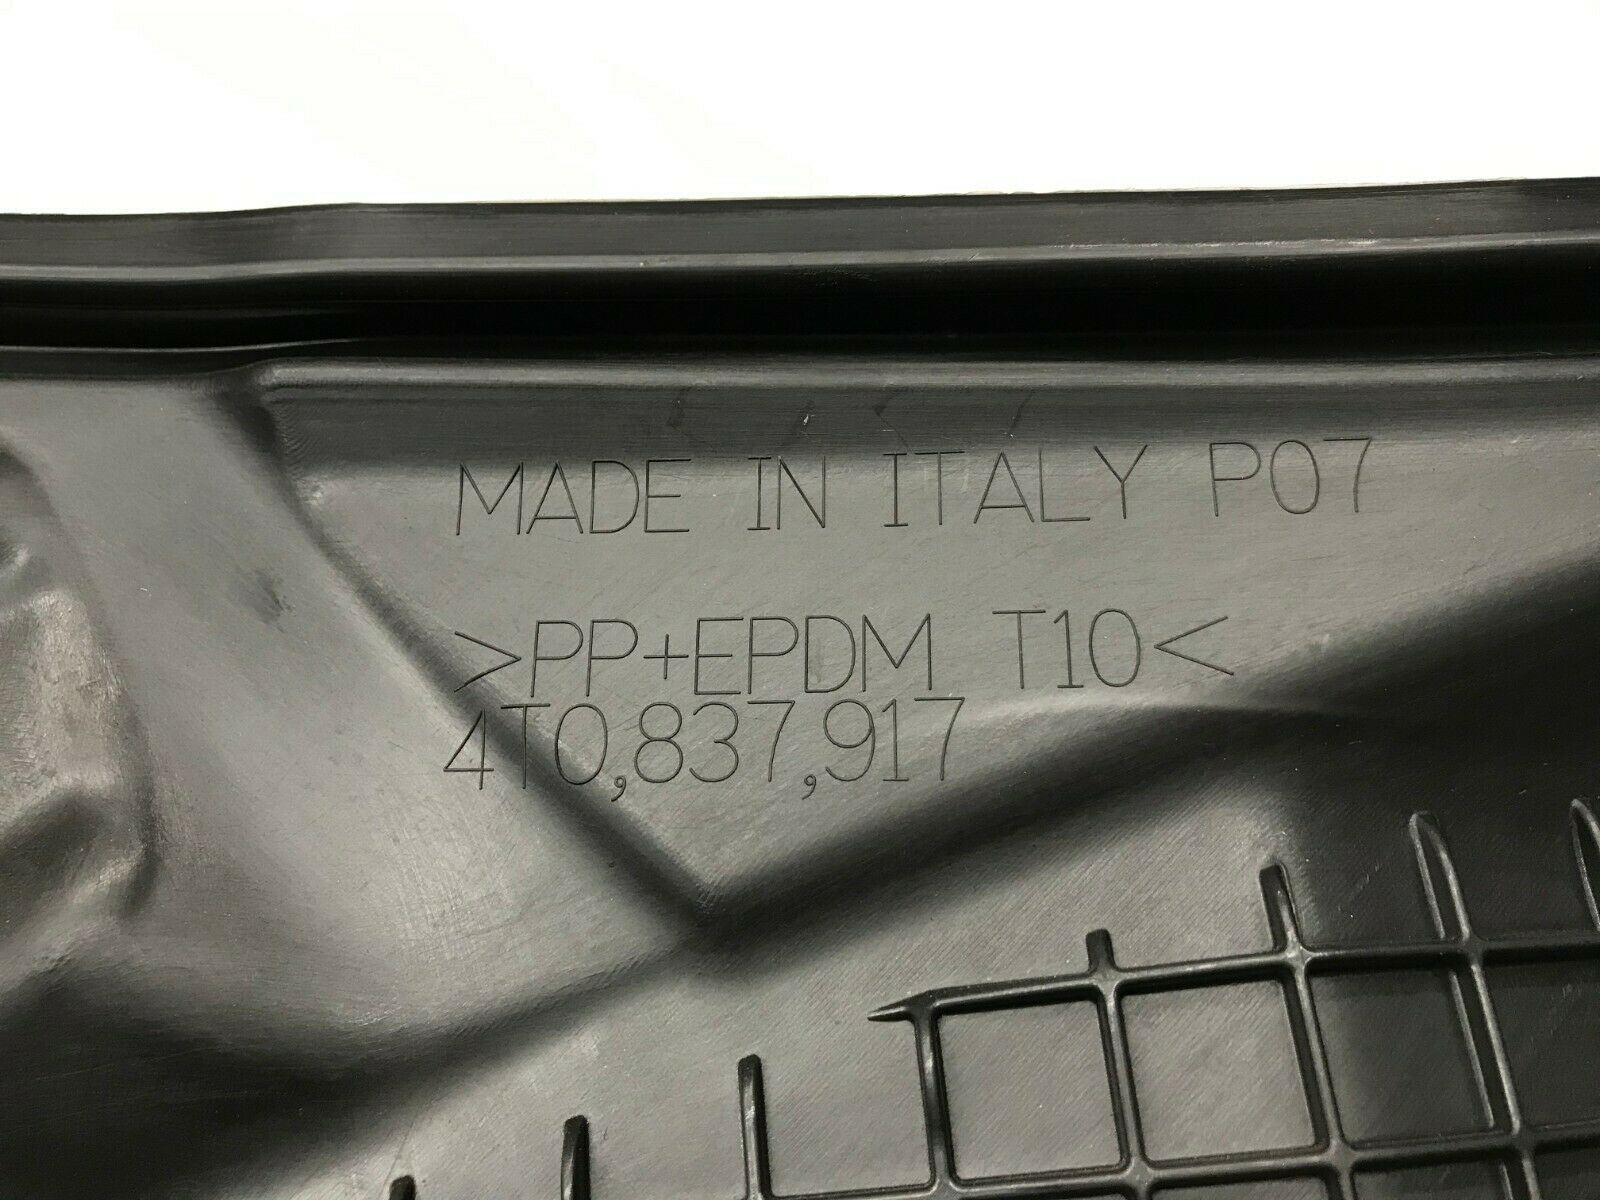 MADE IN ITALY P07
>PP+EPDM T10<
4T0,837,917